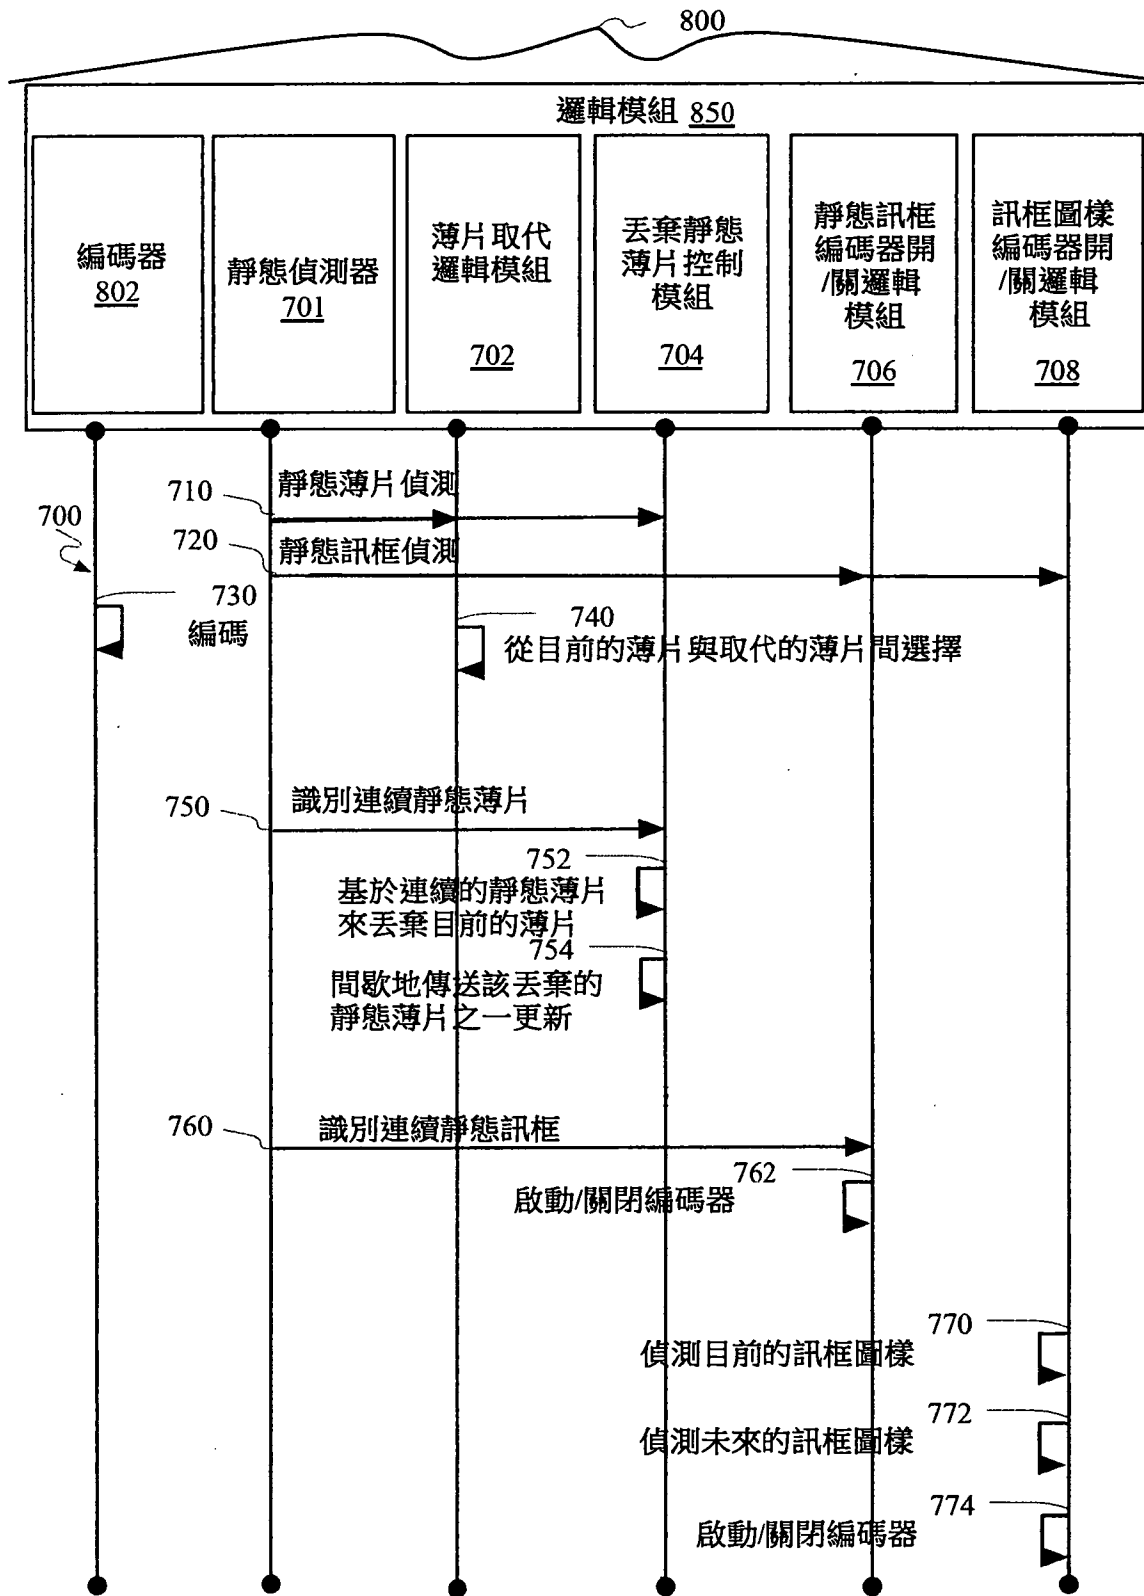 800
邏輯模組 850
編碼器
802
靜態偵測器
701
薄片取代
邏輯模組
702
丟棄靜態
薄片控制
模組
704
靜態訊框
編碼器開
/關邏輯
模組
706
訊框圖樣
編碼器開
/關邏輯
模組
708
710
靜態薄片偵測
700
720
靜態訊框偵測
730
編碼
740
從目前的薄片與取代的薄片間選擇
750
識別連續靜態薄片
752
基於連續的靜態薄片
來丟棄目前的薄片
754
間歇地傳送該丟棄的
靜態薄片之一更新
760
識別連續靜態訊框
762
啟動/關閉編碼器
770
偵測目前的訊框圖樣
772
偵測未來的訊框圖樣
774
啟動/關閉編碼器